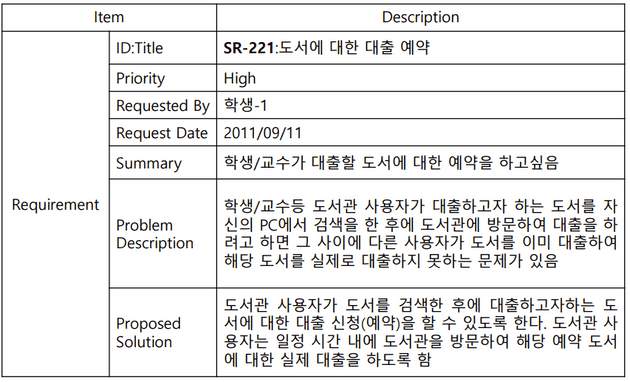 Item Description
ID:Title SR-221:도서에 대한 대출 예약
Priority High
Requested By 학생-1
Request Date 2011/09/11
Summary 학생/교수가 대출할 도서에 대한 예약을 하고싶음
Requirement
Problem
Description
학생/교수등 도서관 사용자가 대출하고자 하는 도서를 자
신의 PC에서 검색을 한 후에 도서관에 방문하여 대출을 하
려고 하면 그 사이에 다른 사용자가 도서를 이미 대출하여
해당 도서를 실제로 대출하지 못하는 문제가 있음
Proposed
Solution
도서관 사용자가 도서를 검색한 후에 대출하고자하는 도
서에 대한 대출 신청(예약)을 할 수 있도록 한다. 도서관 사
용자는 일정 시간 내에 도서관을 방문하여 해당 예약 도서
에 대한 실제 대출을 하도록 함